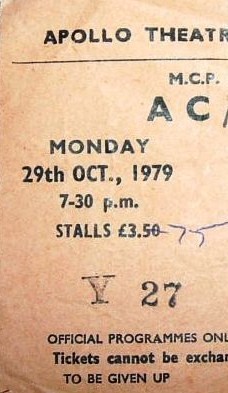 APOLLO THEATR
M.C.P.
AC/
MONDAY
29th OCT., 1979
7-30 p.m.
STALLS £3.50 75
Y 27
OFFICIAL PROGRAMMES ONL
Tickets cannot be exchan
TO BE GIVEN UP